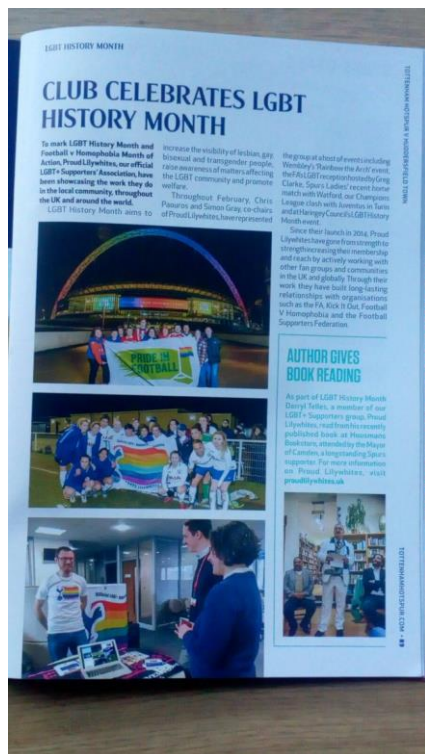 LGBT HISTORY MONTH
CLUB CELEBRATES LGBT
HISTORY MONTH
To mark LGBT History Month and
Football v Homophobia Month of
Action, Proud Lilywhites, our official
LGBT+ Supporters' Association, have
been showcasing the work they do
in the local community, throughout
the UK and around the world.
LGBT History Month aims to
increase the visibility of lesbian, gay,
bisexual and transgender people,
raise awareness of matters affecting
the LGBT community and promote
welfare.
Throughout February, Chris
Paouros and Simon Gray, co-chairs
of Proud Lilywhites, have represented
the group at a host of events including
Wembley's 'Rainbow the Arch' event,
the FA's LGBT reception hosted by Greg
Clarke, Spurs Ladies' recent home
match with Watford, our Champions
League clash with Juventus in Turin
and at Haringey Council's LGBT History
Month event.
Since their launch in 2014, Proud
Lilywhites have gone from strength to
strength increasing their membership
and reach by actively working with
other fan groups and communities
in the UK and globally. Through their
work they have built long-lasting
relationships with organisations
such as the FA, Kick It Out, Football
V Homophobia and the Football
Supporters Federation.
PRIDE IN
FOOTBALL
AUTHOR GIVES
BOOK READING
As part of LGBT History Month
Darryl Telles, a member of our
LGBT+ Supporters group, Proud
Lilywhites, read from his recently
published book at Housmans
Bookstore, attended by the Mayor
of Camden, a longstanding Spurs
supporter. For more information
on Proud Lilywhites, visit
proudlilywhites.uk
TOTTENHAM HOTSPUR V HUDDERSFIELD TOWN
TOTTENHAMHOTSPUR.COM • 89